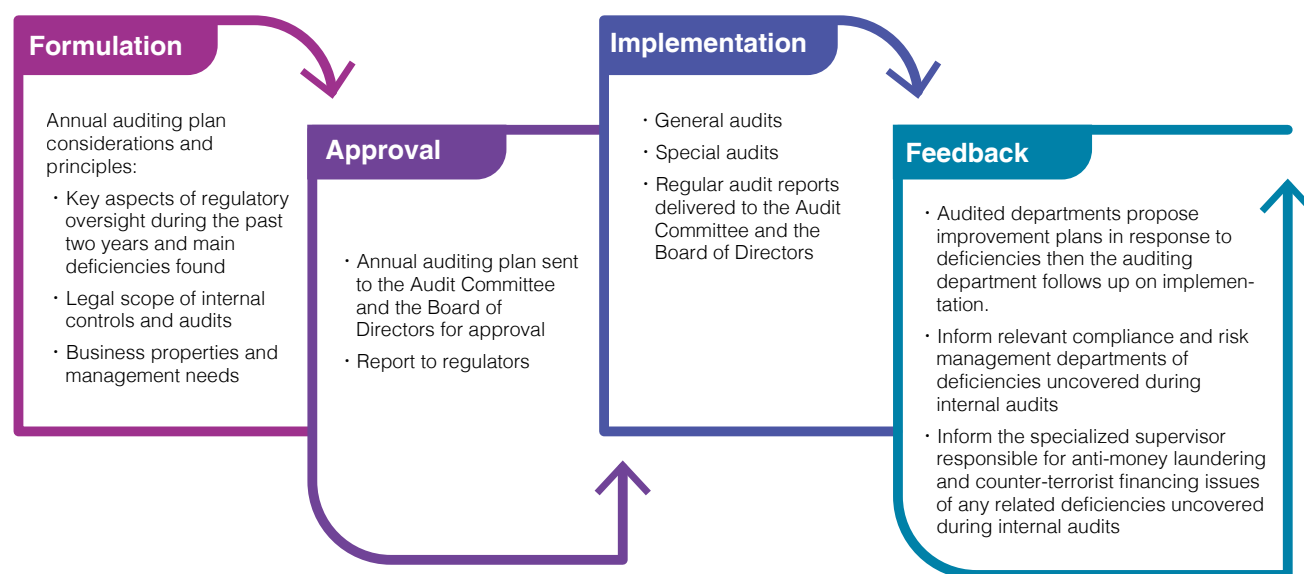 Formulation
Annual auditing plan
considerations and
principles:
・Key aspects of regulatory
oversight during the past
two years and main
deficiencies found
・Legal scope of internal
controls and audits
・Business properties and
management needs
Approval
・Annual auditing plan sent
to the Audit Committee
and the Board of
Directors for approval
・Report to regulators
Implementation
・General audits
・Special audits
・Regular audit reports
delivered to the Audit
Committee and the
Board of Directors
Feedback
・Audited departments propose
improvement plans in response to
deficiencies then the auditing
department follows up on implemen-
tation.
・Inform relevant compliance and risk
management departments of
deficiencies uncovered during
internal audits
・Inform the specialized supervisor
responsible for anti-money laundering
and counter-terrorist financing issues
of any related deficiencies uncovered
during internal audits